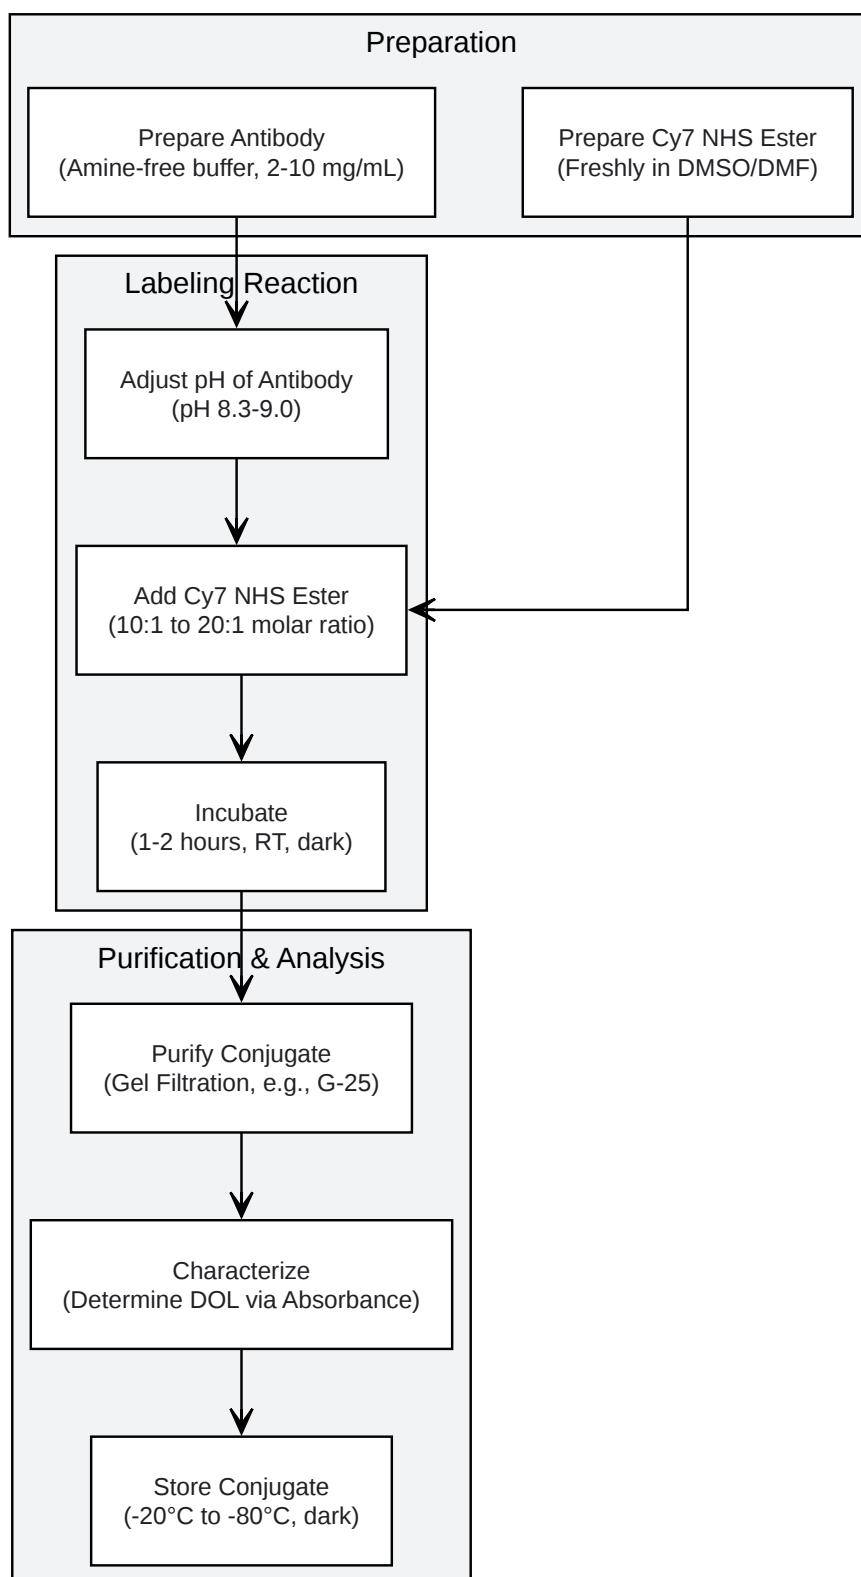 Preparation
Prepare Antibody
(Amine-free buffer, 2-10 mg/mL)
Prepare Cy7 NHS Ester
(Freshly in DMSO/DMF)
Labeling Reaction
Adjust pH of Antibody
(pH 8.3-9.0)
Add Cy7 NHS Ester
(10:1 to 20:1 molar ratio)
Incubate
(1-2 hours, RT, dark)
Purification & Analysis
Purify Conjugate
(Gel Filtration, e.g., G-25)
Characterize
(Determine DOL via Absorbance)
Store Conjugate
(-20°C to -80°C, dark)